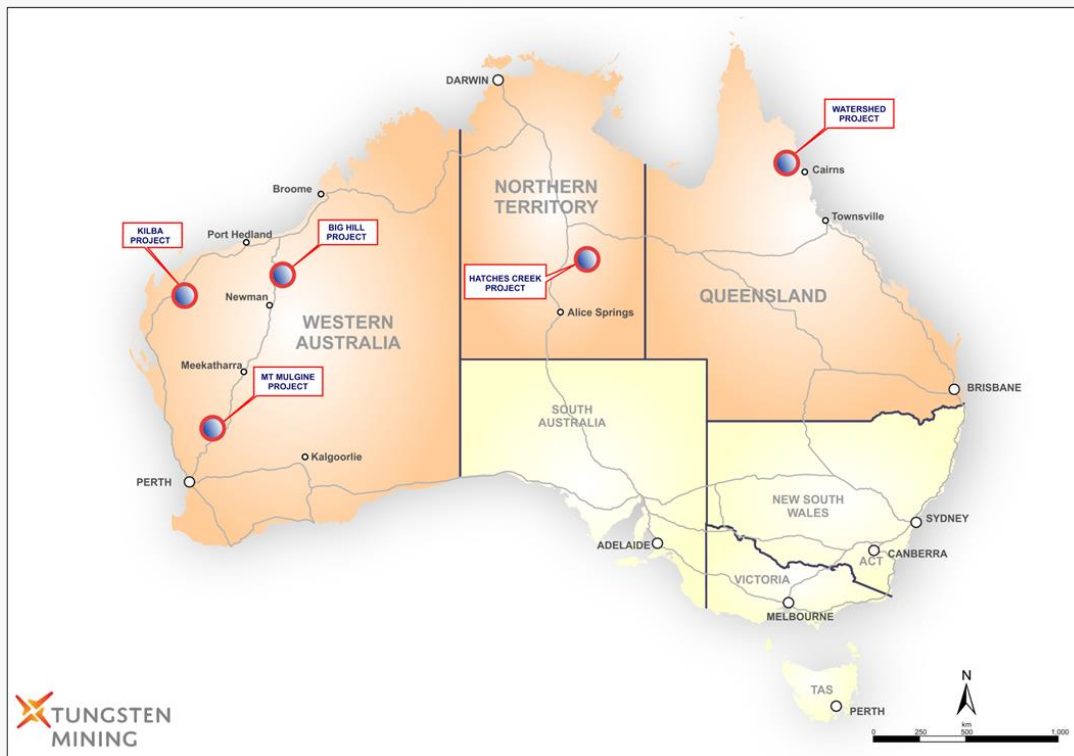 DARWIN
WATERSHED
PROJECT
Cairns
NORTHERN
TERRITORY
Broome
Townsville
KILBA
PROJECT
Port Hedland
BIG HILL
PROJECT
HATCHES CREEK
PROJECT
Newman
QUEENSLAND
Alice Springs
WESTERN
AUSTRALIA
Meekatharra
MT MULGINE
PROJECT
BRISBANE
SOUTH
AUSTRALIA
Kalgoorlie
PERTH
NEW SOUTH
WALES
SYDNEY
ADELAIDE
CANBERRA
ACT
VICTORIA
MELBOURNE
TAS
PERTH
N
km
0 250 500 1,000
TUNGSTEN
MINING